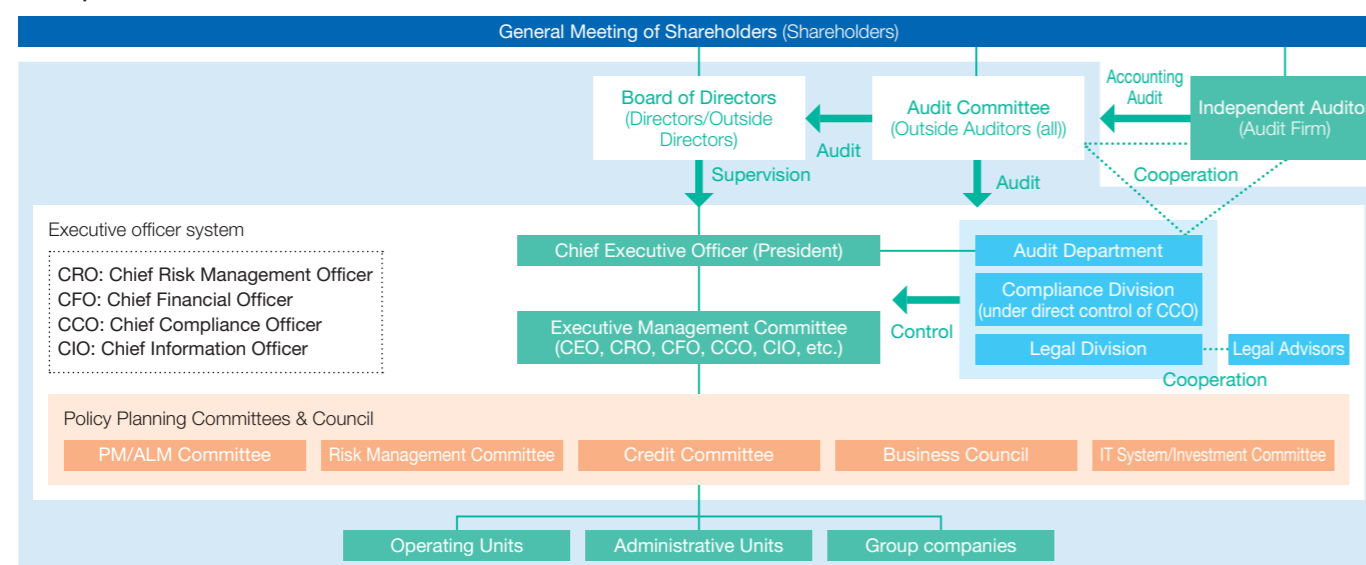 General Meeting of Shareholders (Shareholders)
Board of Directors
(Directors/Outside
Directors)
Audit
Audit Committee
(Outside Auditors (all))
Accounting
Audit
Independent Audito
(Audit Firm)
Supervision
Audit
Cooperation
Executive officer system
CRO: Chief Risk Management Officer
CFO: Chief Financial Officer
CCO: Chief Compliance Officer
CIO: Chief Information Officer
Chief Executive Officer (President)
Executive Management Committee
(CEO, CRO, CFO, CCO, CIO, etc.)
Control
Audit Department
Compliance Division
(under direct control of CCO)
Legal Division
Legal Advisors
Cooperation
Policy Planning Committees & Council
PM/ALM Committee
Risk Management Committee
Credit Committee
Business Council
IT System/Investment Committee
Operating Units
Administrative Units
Group companies